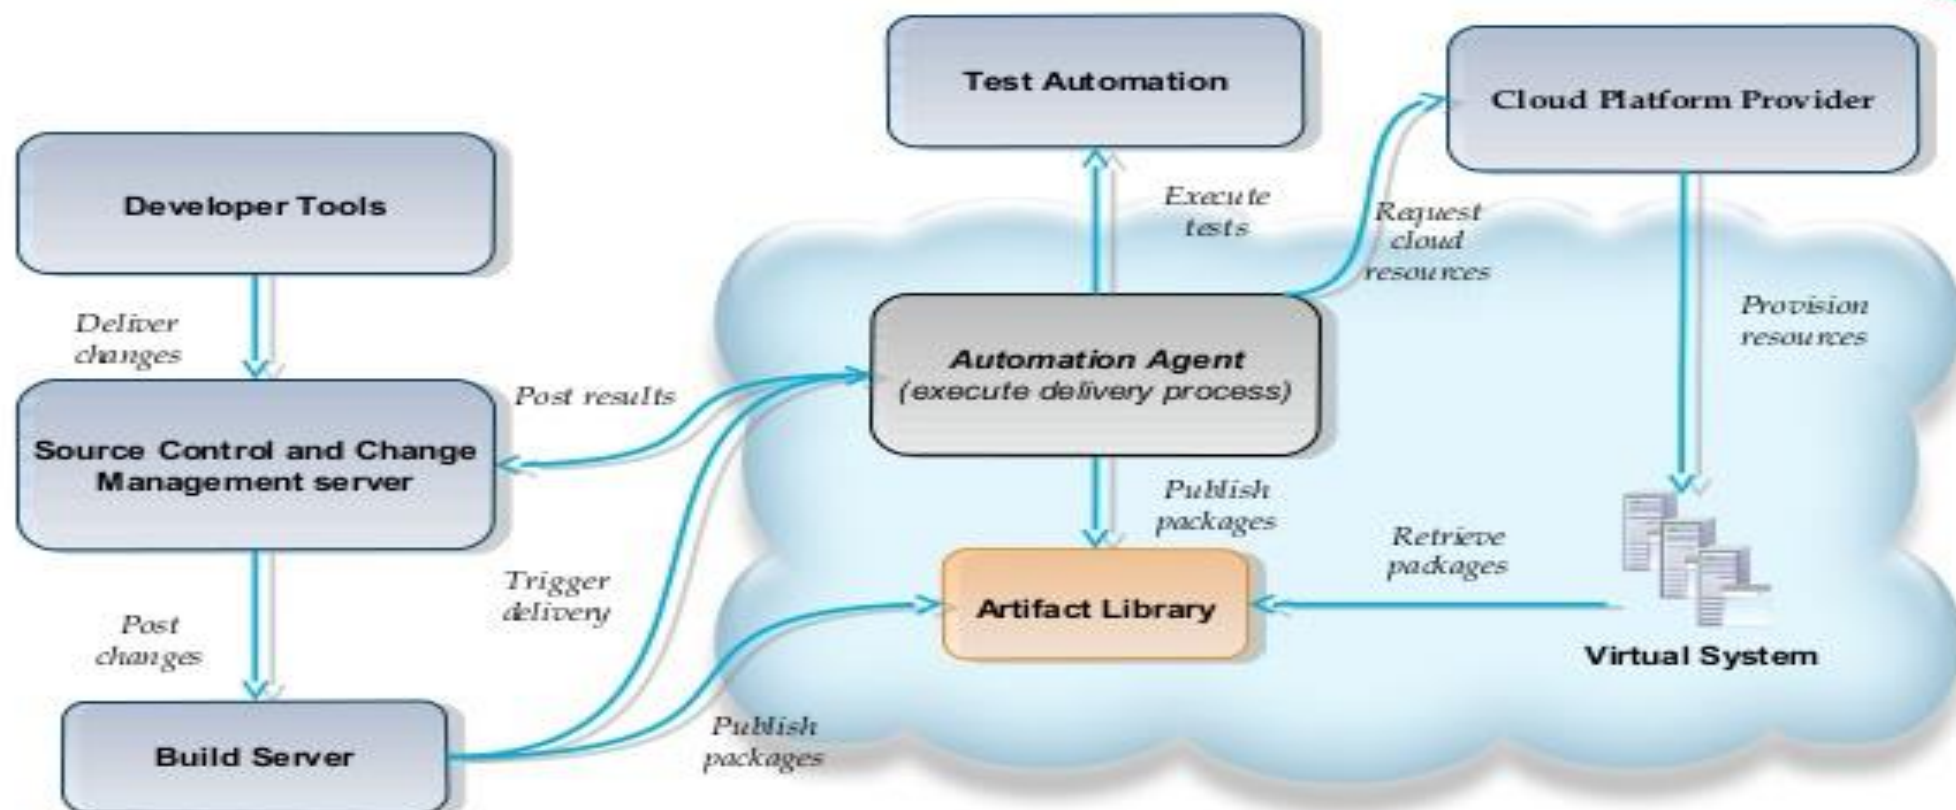 Test Automation
Cloud Platform Provider
Developer Tools
Execute
tests
Request
cloud
resources
Deliver
changes
Provision
resources
Automation Agent
(execute delivery process)
Post results
Source Control and Change
Management server
Publish
packages
Retrieve
packages
Trigger
delivery
Artifact Library
Post
changes
Virtual System
Publish
packages
Build Server